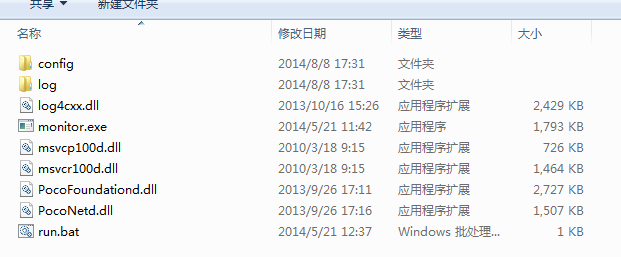 共享 新建文件夹
名称 修改日期 类型 大小
config 2014/8/8 17:31 文件夹
log 2014/8/8 17:31 文件夹
log4cxx.dll 2013/10/16 15:26 应用程序扩展 2,429 KB
monitor.exe 2014/5/21 11:42 应用程序 1,793 KB
msvcp100d.dll 2010/3/18 9:15 应用程序扩展 726 KB
msvcr100d.dll 2010/3/18 9:15 应用程序扩展 1,464 KB
PocoFoundationd.dll 2013/9/26 17:11 应用程序扩展 2,727 KB
PocoNetd.dll 2013/9/26 17:16 应用程序扩展 1,507 KB
run.bat 2014/5/21 12:37 Windows 批处理... 1 KB